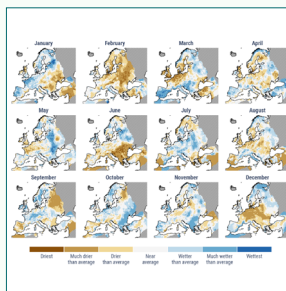 January February March April
May June July August
September October November December
Driest Much drier than average Drier than average Near average Wetter than average Much wetter than average Wettest